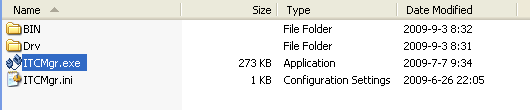 Name Size Type Date Modified
BIN File Folder 2009-9-3 8:32
Drv File Folder 2009-9-3 8:31
ITCMgr.exe 273 KB Application 2009-7-7 9:34
ITCMgr.ini 1 KB Configuration Settings 2009-6-26 22:05